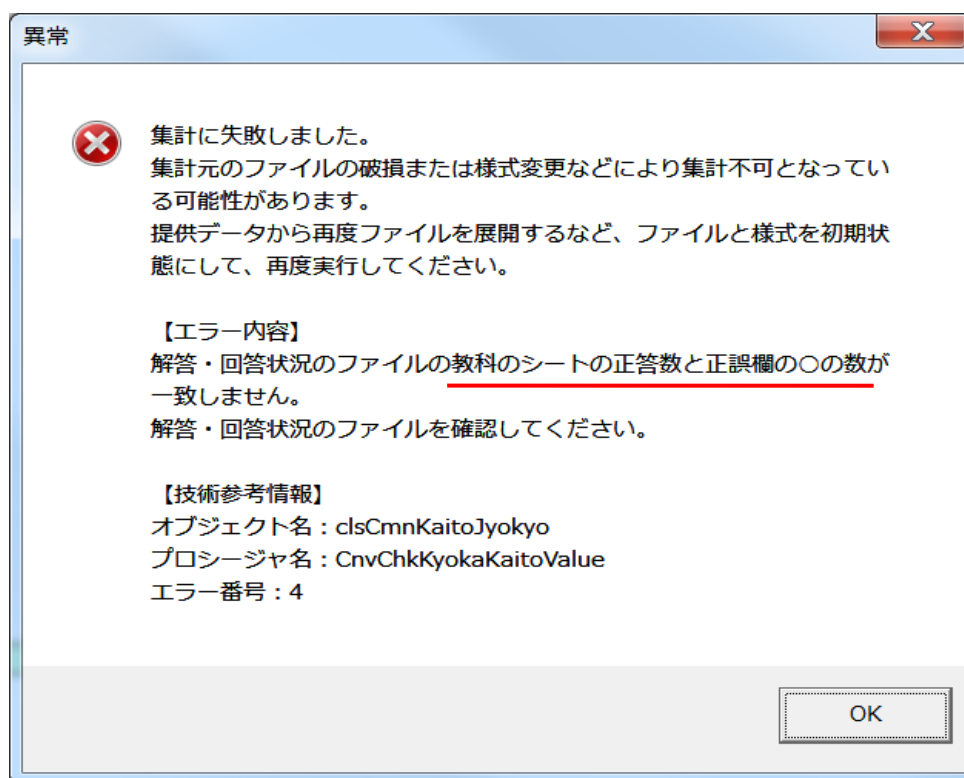 異常
集計に失敗しました。
集計元のファイルの破損または様式変更などにより集計不可となってい
る可能性があります。
提供データから再度ファイルを展開するなど、ファイルと様式を初期状
態にして、再度実行してください。
【エラー内容】
解答・回答状況のファイルの教科のシートの正答数と正誤欄の○の数が
一致しません。
解答・回答状況のファイルを確認してください。
【技術参考情報】
オブジェクト名：clsCmnKaitoJyokyo
プロシージャ名：CnvChkKyokaKaitoValue
エラー番号：4
OK